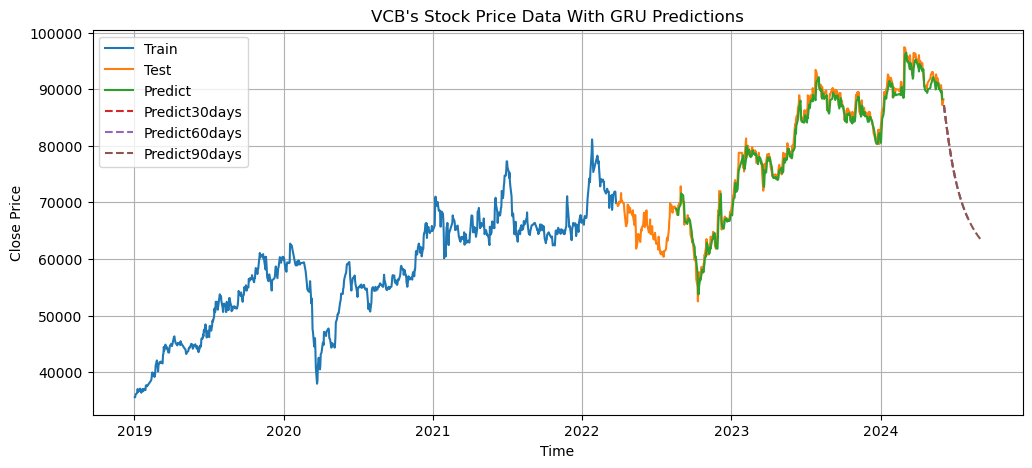 VCB's Stock Price Data With GRU Predictions
100000
90000
80000
70000
60000
50000
40000
Close Price
Train
Test
Predict
Predict30days
Predict60days
Predict90days
2019 2020 2021 2022 2023 2024
Time